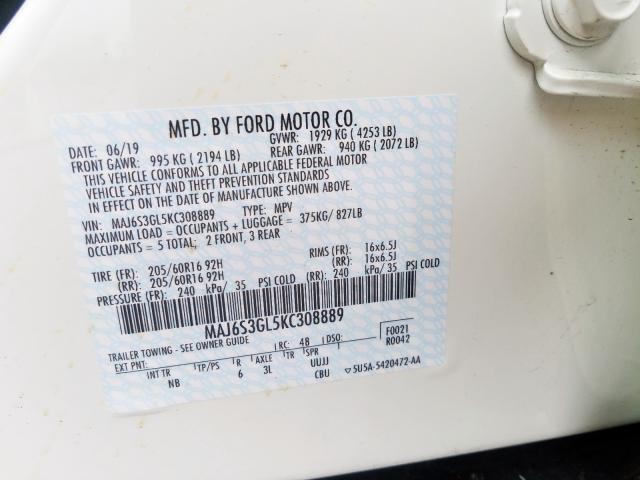 MFD. BY FORD MOTOR CO.
DATE: 06/19 GVWR: 1929 KG ( 4253 LB)
FRONT GAWR: 995 KG ( 2194 LB) REAR GAWR: 940 KG ( 2072 LB)
THIS VEHICLE CONFORMS TO ALL APPLICABLE FEDERAL MOTOR
VEHICLE SAFETY AND THEFT PREVENTION STANDARDS
IN EFFECT ON THE DATE OF MANUFACTURE SHOWN ABOVE.
VIN: MAJ6S3GL5KC308889 TYPE: MPV
MAXIMUM LOAD = OCCUPANTS + LUGGAGE = 375KG/ 827LB
OCCUPANTS = 5 TOTAL; 2 FRONT, 3 REAR
TIRE (FR): 205/60R16 92H RIMS (FR): 16x6.5J
(RR): 205/60R16 92H (RR): 16x6.5J
PRESSURE (FR): 240 kPa/ 35 PSI COLD (RR): 240 kPa/ 35 PSI COLD
MAJ6S3GL5KC308889
TRAILER TOWING - SEE OWNER GUIDE RC: 48 DSO: F0021
EXT PNT: R0042
INT TR TP/PS R AXLE TR SPR UUJJ
NB 6 3L CBU ▽5U5A-5420472-AA